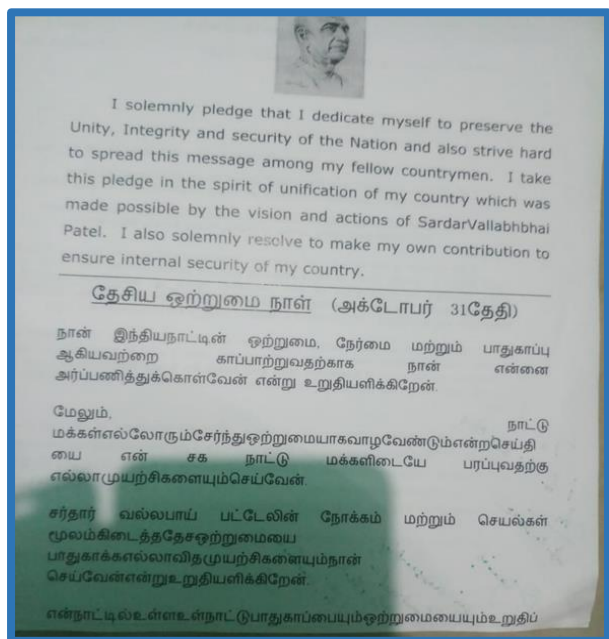 I solemnly pledge that I dedicate myself to preserve the
Unity, Integrity and security of the Nation and also strive hard
to spread this message among my fellow countrymen. I take
this pledge in the spirit of unification of my country which was
made possible by the vision and actions of SardarVallabhbhai
Patel. I also solemnly resolve to make my own contribution to
ensure internal security of my country.
தேசிய ஒற்றுமை நாள் (அக்டோபர் 31தேதி)
நான் இந்தியநாட்டின் ஒற்றுமை, நேர்மை மற்றும் பாதுகாப்பு
ஆகியவற்றை காப்பாற்றுவதற்காக நான் என்னை
அர்ப்பணித்துக்கொள்வேன் என்று உறுதியளிக்கிறேன்.
மேலும், நாட்டு
மக்கள்எல்லோரும்சேர்ந்துஒற்றுமையாகவாழவேண்டும்என்றசெய்தி
யை என் சக நாட்டு மக்களிடையே பரப்புவதற்கு
எல்லாமுயற்சிகளையும்செய்வேன்.
சர்தார் வல்லபாய் பட்டேலின் நோக்கம் மற்றும் செயல்கள்
மூலம்கிடைத்ததேசஒற்றுமையை
பாதுகாக்கஎல்லாவிதமுயற்சிகளையும்நான்
செய்வேன்என்றுஉறுதியளிக்கிறேன்.
என்நாட்டில்உள்ளஉள்நாட்டுபாதுகாப்பையும்ஒற்றுமையையும்உறுதிப்